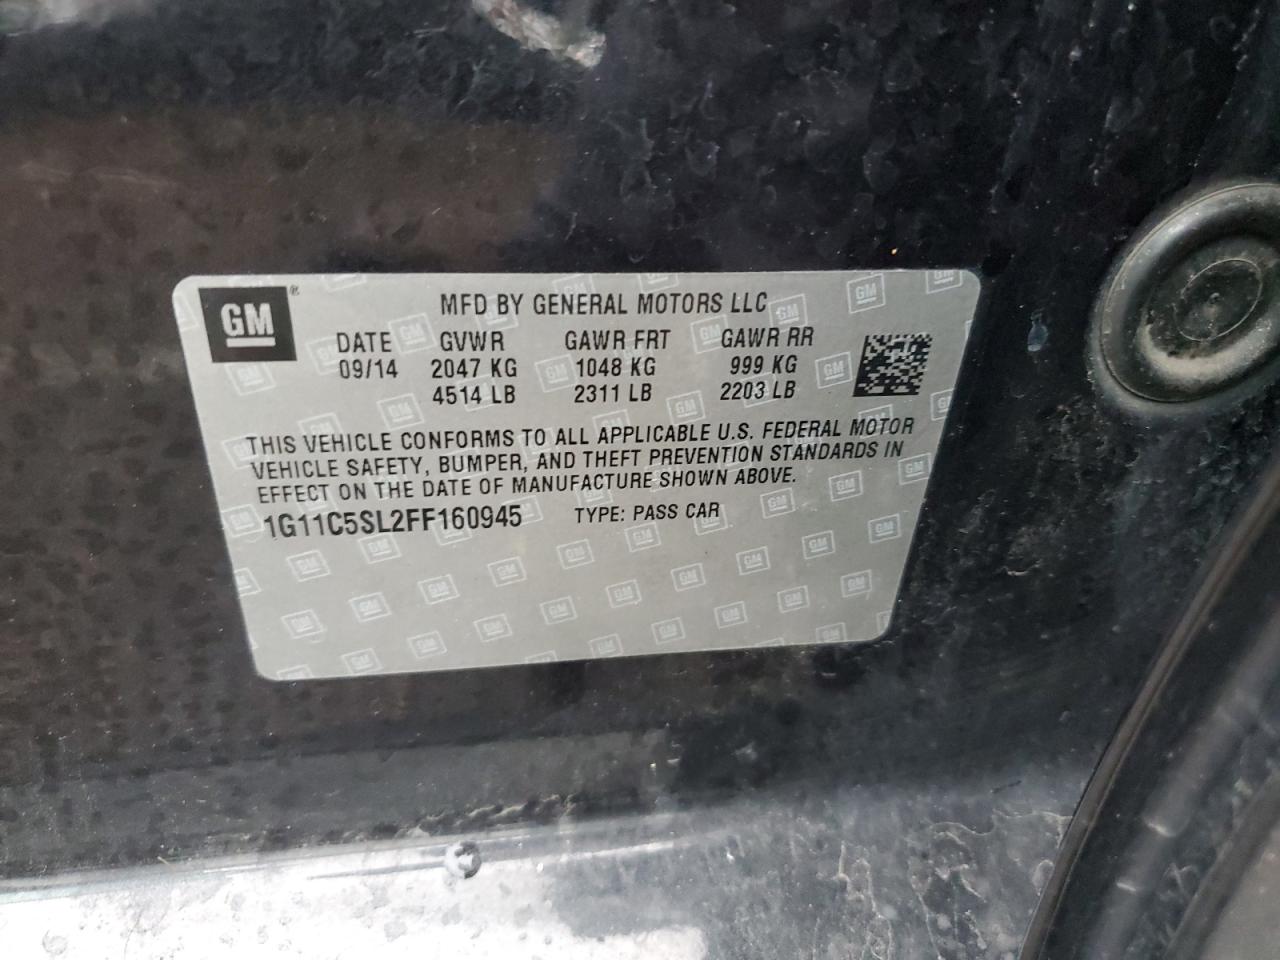 GM®
MFD BY GENERAL MOTORS LLC
DATE GVWR GAWR FRT GAWR RR
09/14 2047 KG 1048 KG 999 KG
4514 LB 2311 LB 2203 LB
THIS VEHICLE CONFORMS TO ALL APPLICABLE U.S. FEDERAL MOTOR
VEHICLE SAFETY, BUMPER, AND THEFT PREVENTION STANDARDS IN
EFFECT ON THE DATE OF MANUFACTURE SHOWN ABOVE.
1G11C5SL2FF160945 TYPE: PASS CAR